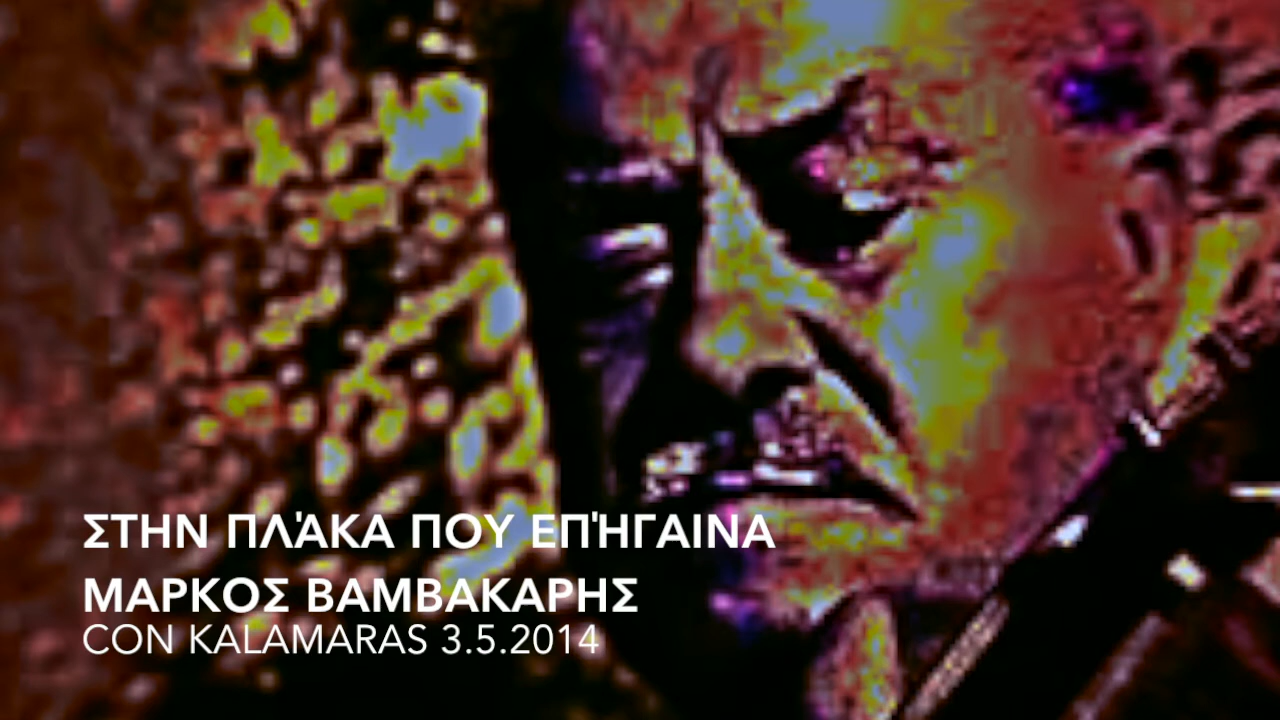 ΣΤΗΝ ΠΛΆΚΑ ΠΟΥ ΕΠΉΓΑΙΝΑ
ΜΑΡΚΟΣ ΒΑΜΒΑΚΑΡΗΣ
CON KALAMARAS 3.5.2014